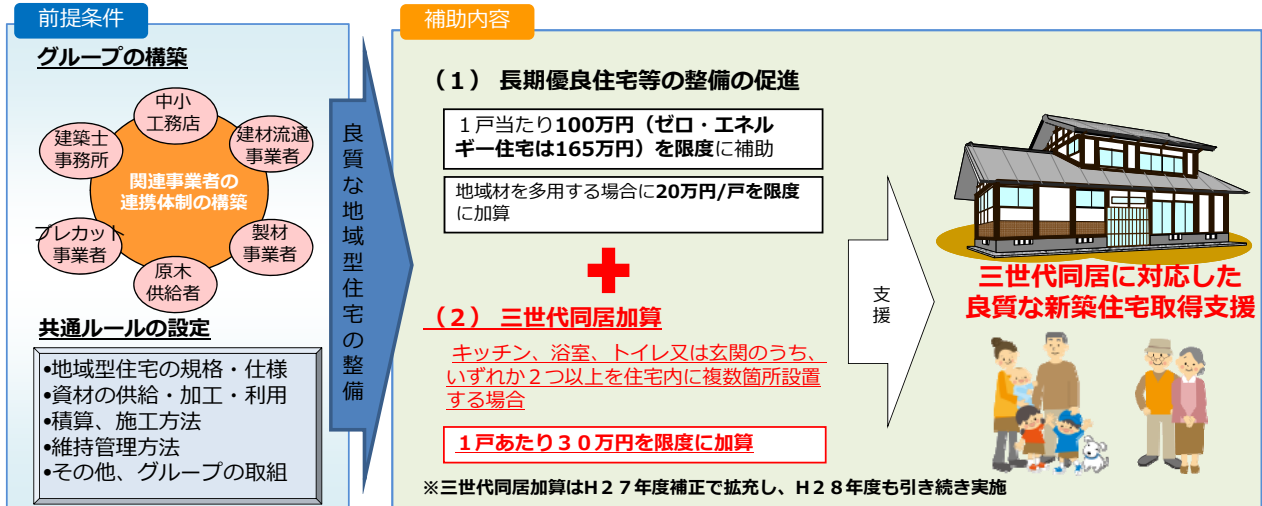 前提条件
グループの構築
中小
工務店
建築士
事務所
建材流通
事業者
関連事業者の
連携体制の構築
プレカット
事業者
製材
事業者
原木
供給者
共通ルールの設定
•地域型住宅の規格・仕様
•資材の供給・加工・利用
•積算、施工方法
•維持管理方法
•その他、グループの取組
良質な地域型住宅の整備
補助内容
（１） 長期優良住宅等の整備の促進
１戸当たり100万円（ゼロ・エネル
ギー住宅は165万円）を限度に補助
地域材を多用する場合に20万円/戸を限度
に加算
（２） 三世代同居加算
キッチン、浴室、トイレ又は玄関のうち、
いずれか２つ以上を住宅内に複数箇所設置
する場合
１戸あたり３０万円を限度に加算
※三世代同居加算はH２７年度補正で拡充し、H２８年度も引き続き実施
支援
三世代同居に対応した
良質な新築住宅取得支援